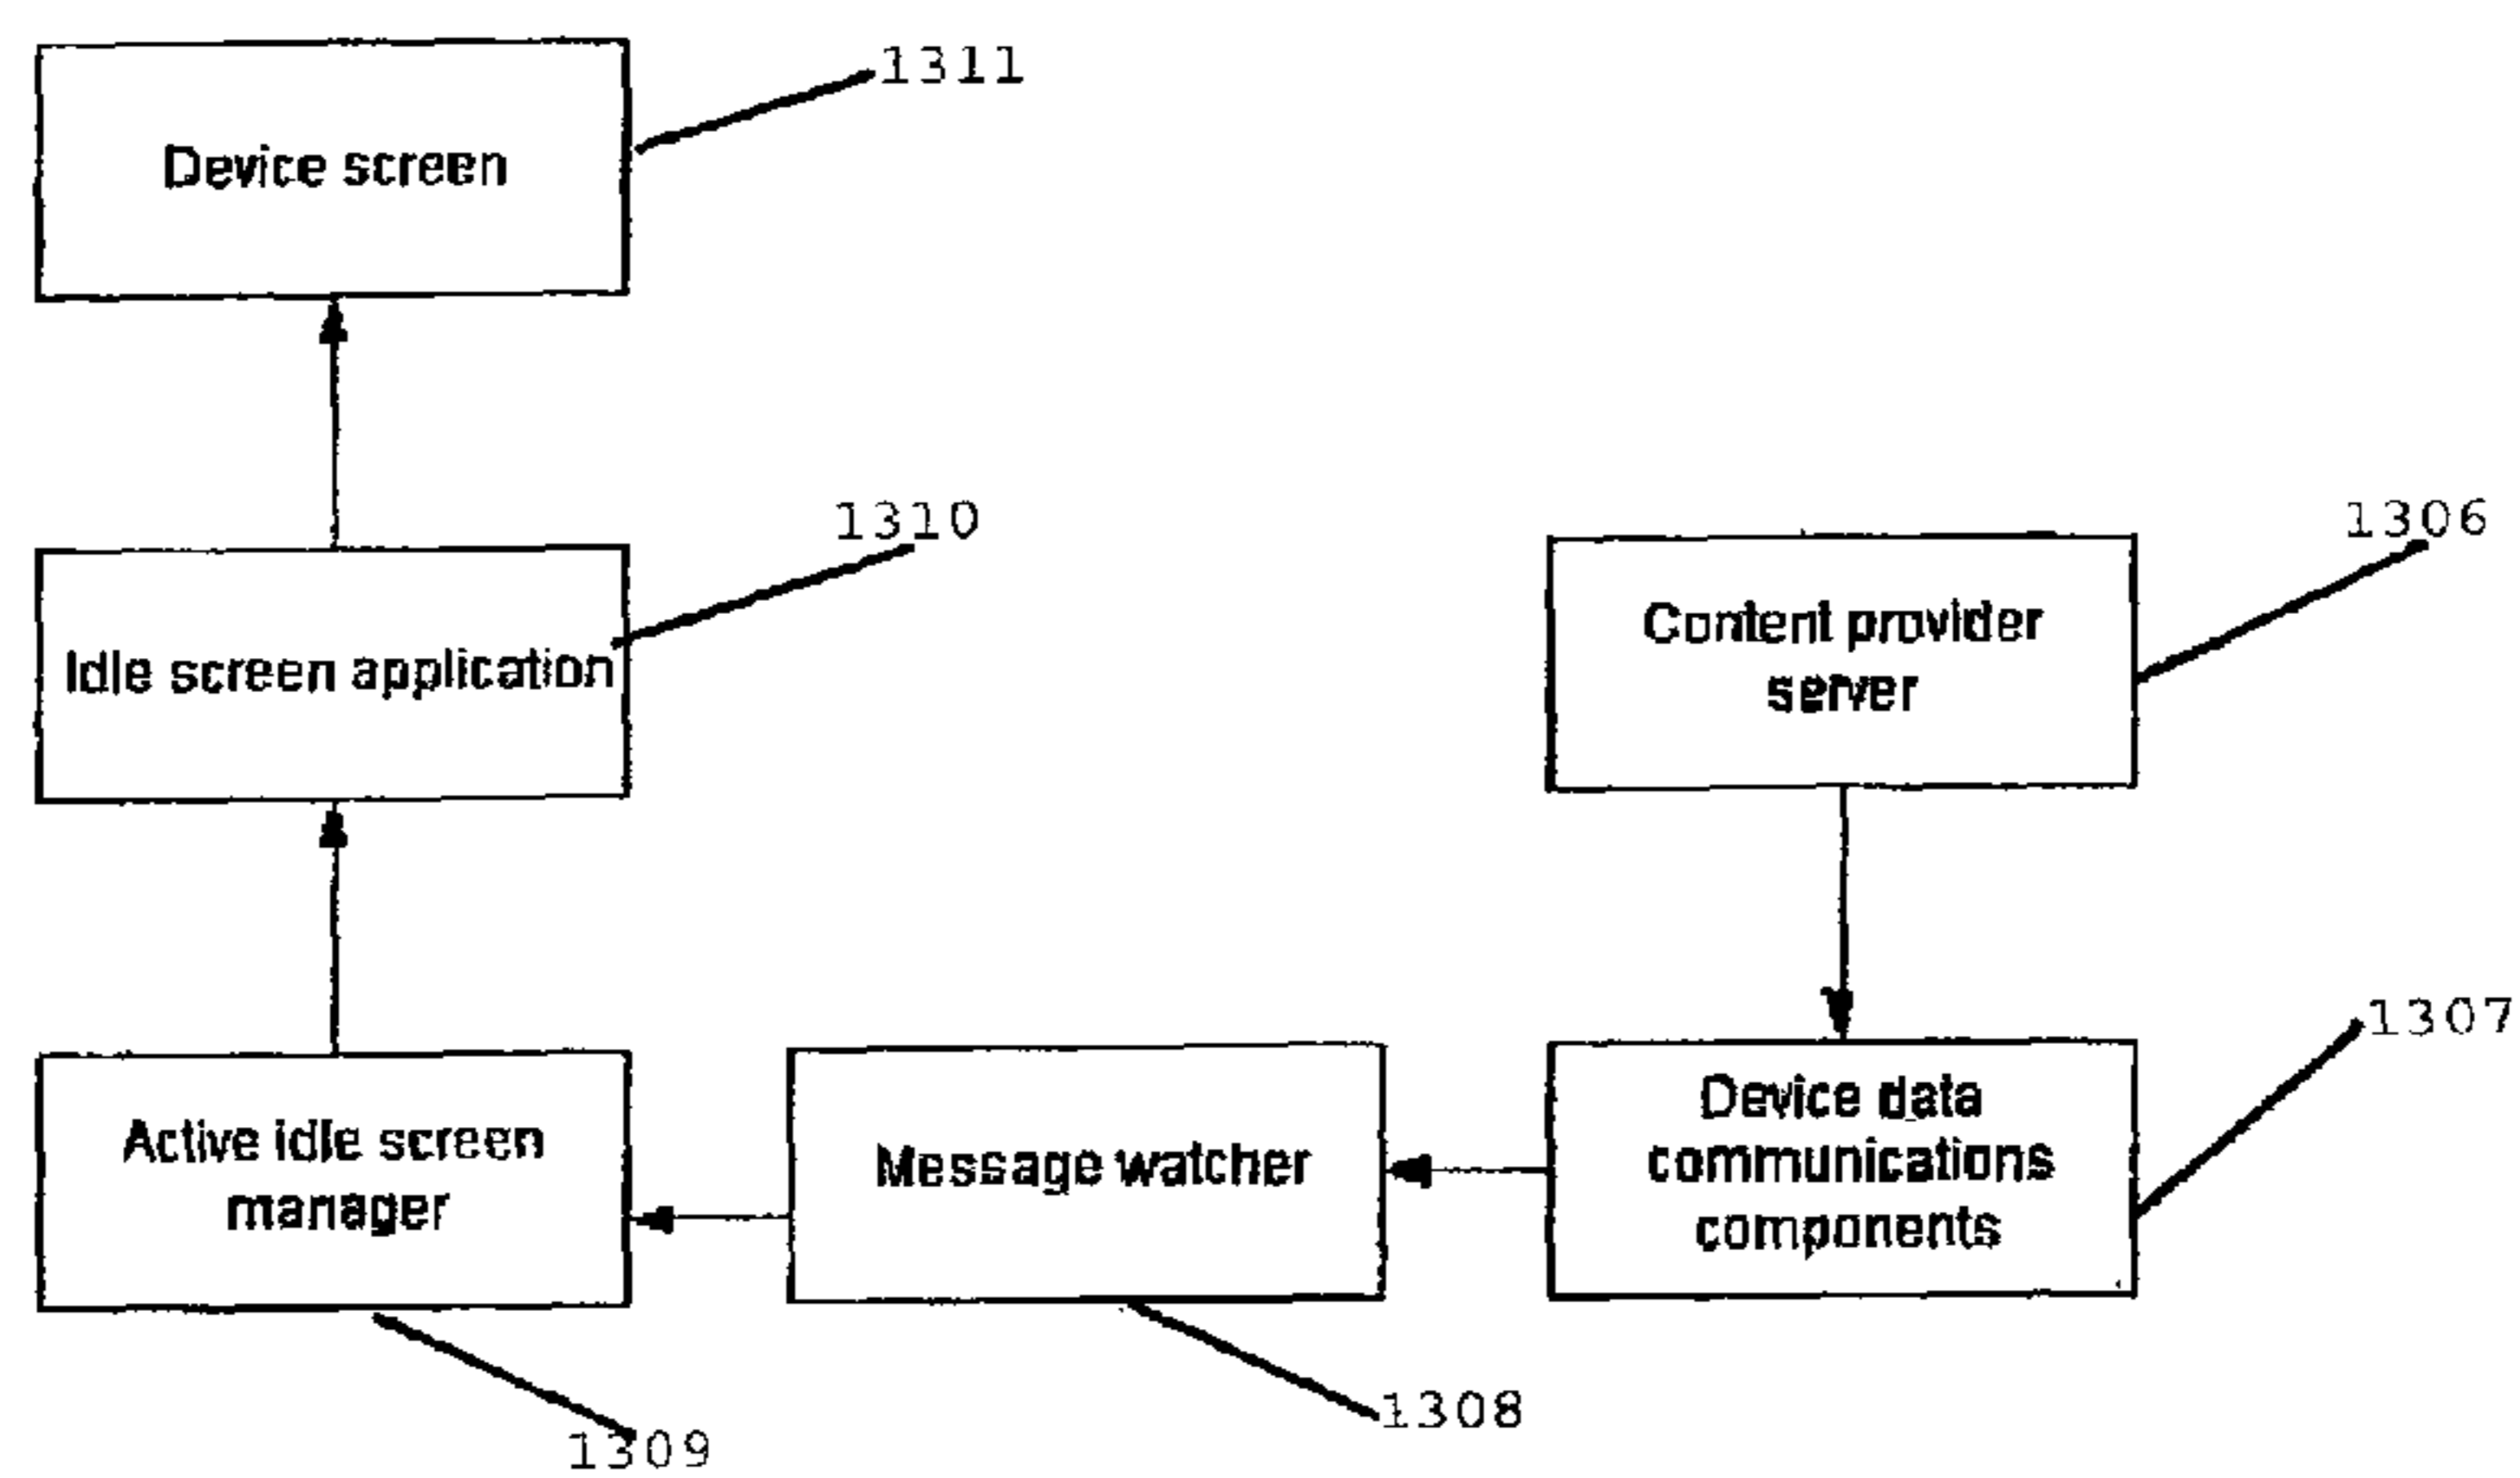 1311
Device screen
1310
Idle screen application
1306
Content provider
server
1307
Active idle screen
manager
Message watcher
Device data
communications
components
1308
1309